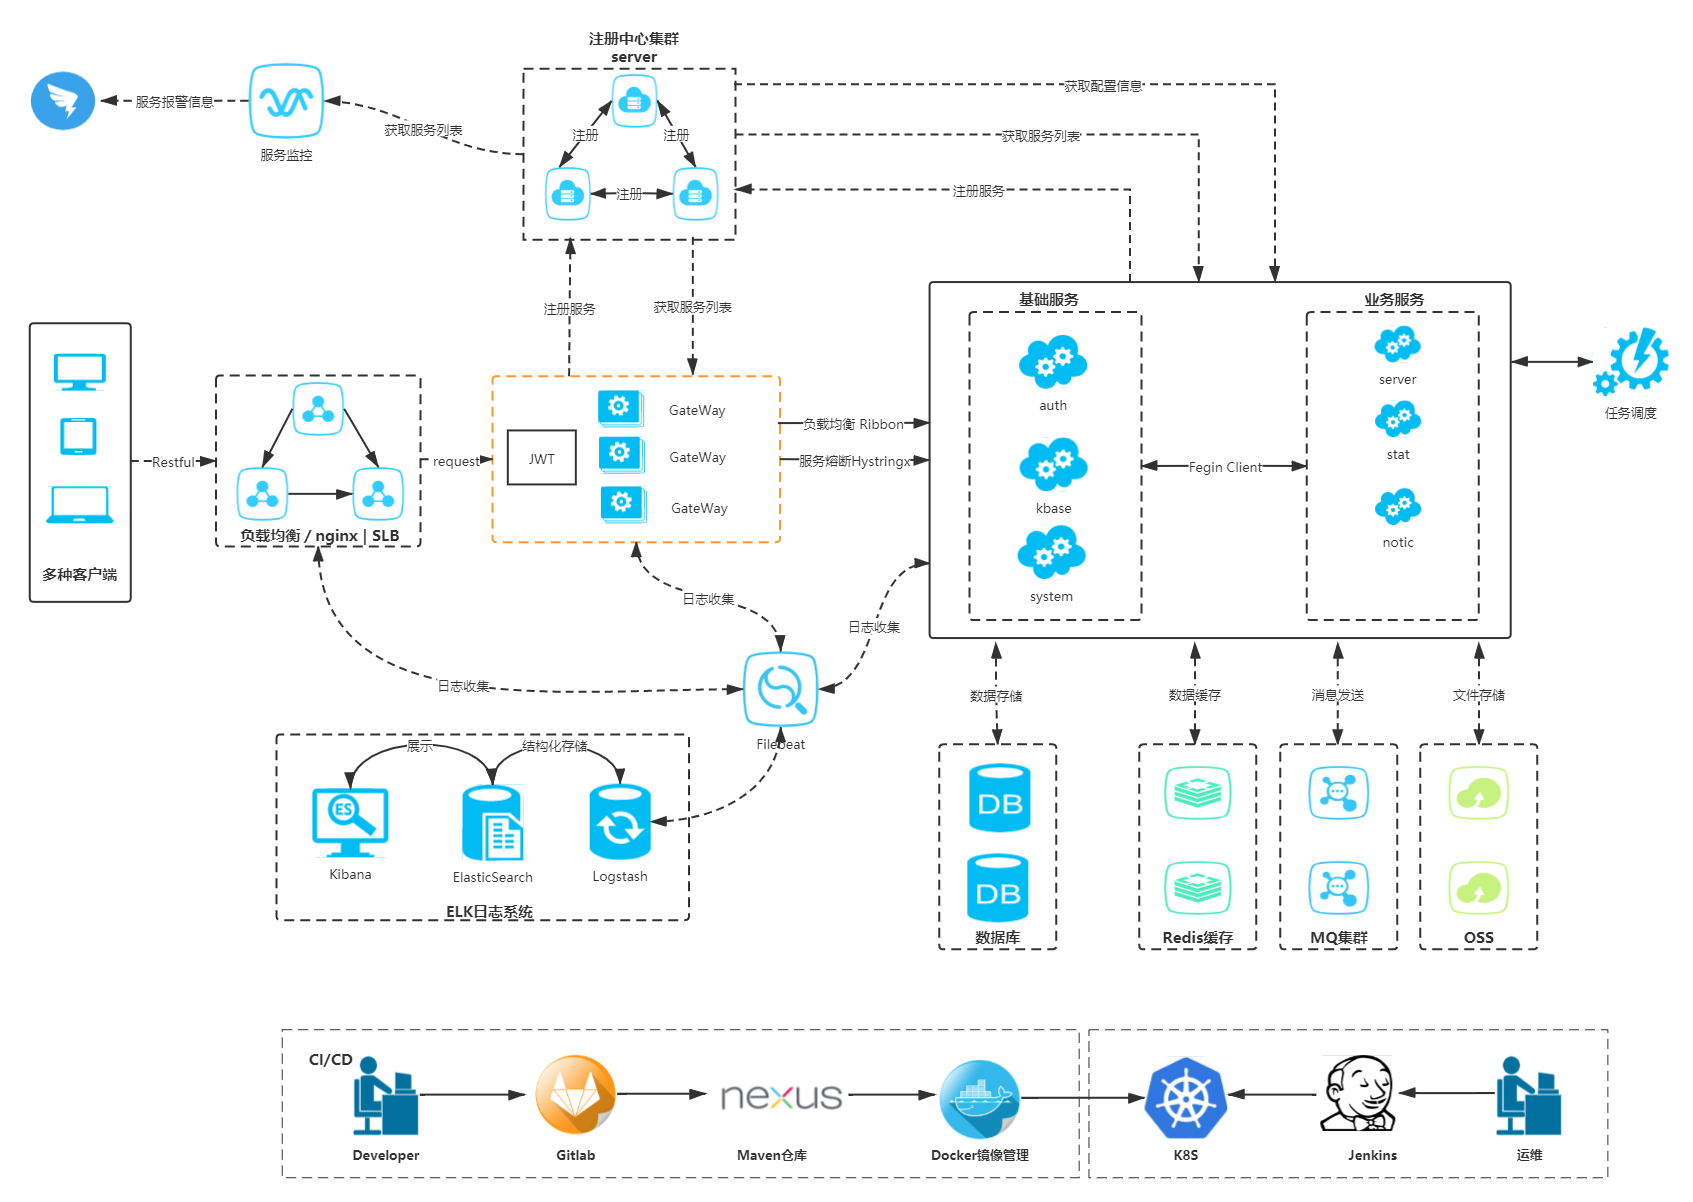 注册中心集群
server
服务报警信息
服务监控
获取服务列表
注册
注册
注册
获取配置信息
获取服务列表
注册服务
注册服务
获取服务列表
多种客户端
Restful
负载均衡 / nginx | SLB
request
JWT
GateWay
GateWay
GateWay
负载均衡 Ribbon
服务熔断Hystringx
基础服务
auth
kbase
system
Fegin Client
业务服务
server
stat
notic
任务调度
日志收集
日志收集
日志收集
Filebeat
展示
结构化存储
ES
Kibana
ElasticSearch
Logstash
ELK日志系统
数据存储
数据缓存
消息发送
文件存储
DB
DB
数据库
Redis缓存
MQ集群
OSS
CI/CD
nexus
Developer
Gitlab
Maven仓库
Docker镜像管理
K8S
Jenkins
运维